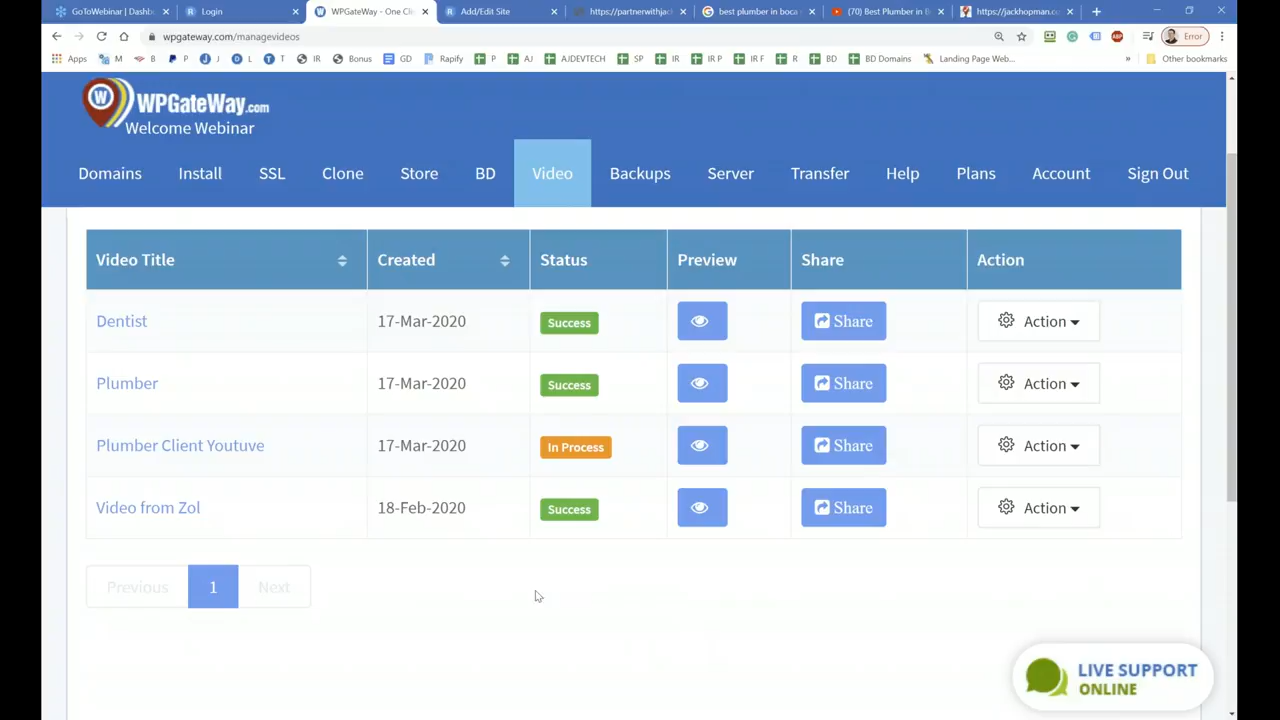 GoToWebinar | Dashb
Login
WPGateWay - One Cli
Add/Edit Site
https://partnerwithjack
best plumber in boca
(70) Best Plumber in B
https://jackhopman.c
wpgateway.com/managevideos
Error
Apps M B P J L T IR Bonus GD Rapify P AJ AJDEVTECH SP IR IR P IR F R BD BD Domains Landing Page Web... » Other bookmarks
WPGateWay.com
Welcome Webinar
Domains Install SSL Clone Store BD Video Backups Server Transfer Help Plans Account Sign Out
Video Title Created Status Preview Share Action
Dentist 17-Mar-2020 Success Share Action
Plumber 17-Mar-2020 Success Share Action
Plumber Client Youtuve 17-Mar-2020 In Process Share Action
Video from Zol 18-Feb-2020 Success Share Action
Previous 1 Next
LIVE SUPPORT
ONLINE